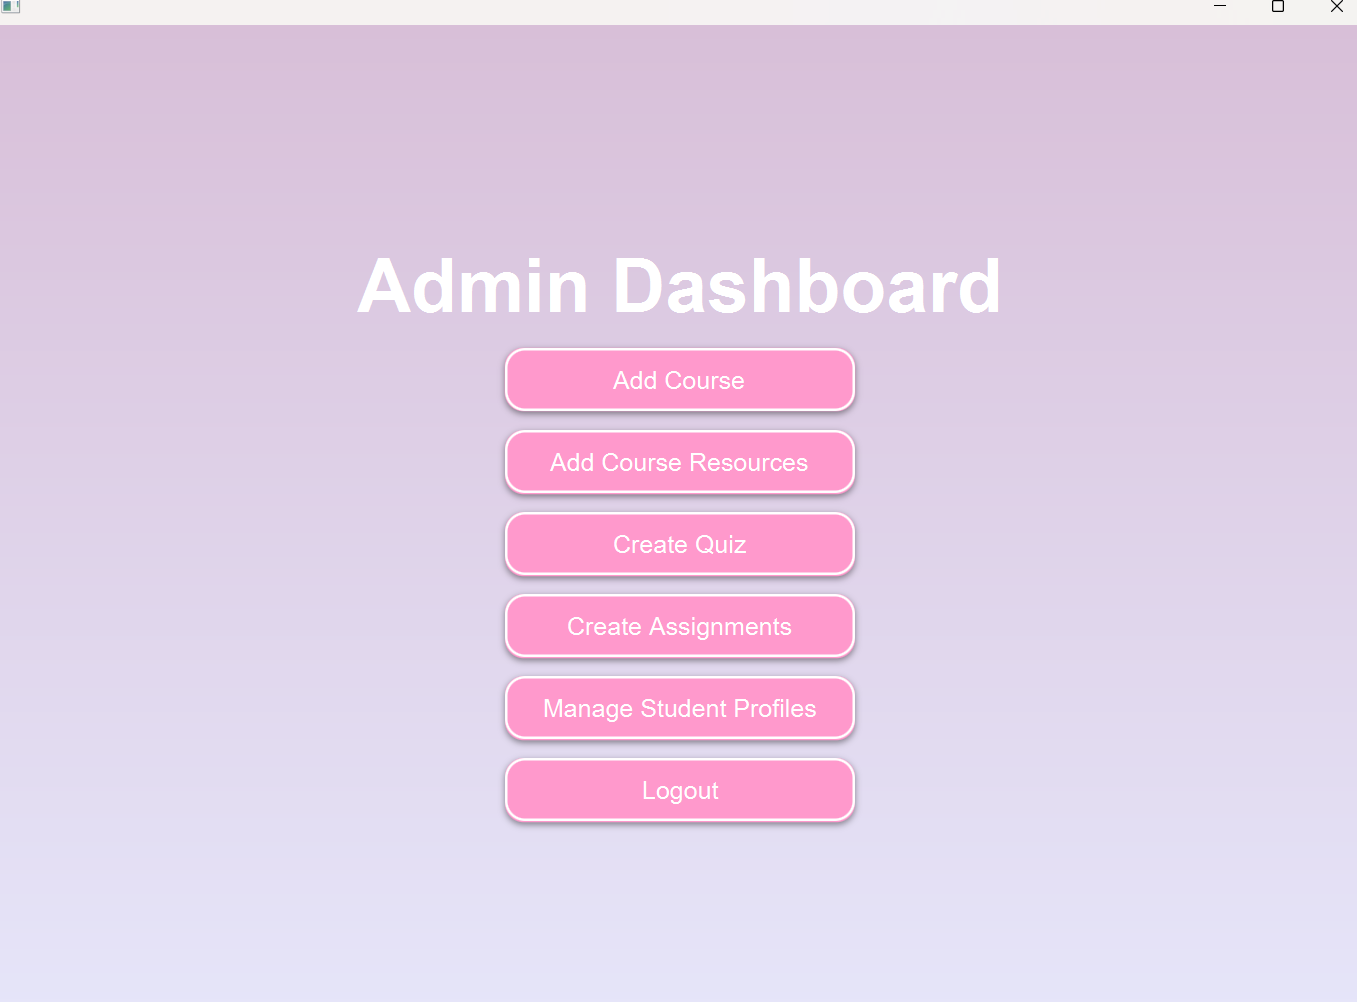 Admin Dashboard
Add Course
Add Course Resources
Create Quiz
Create Assignments
Manage Student Profiles
Logout